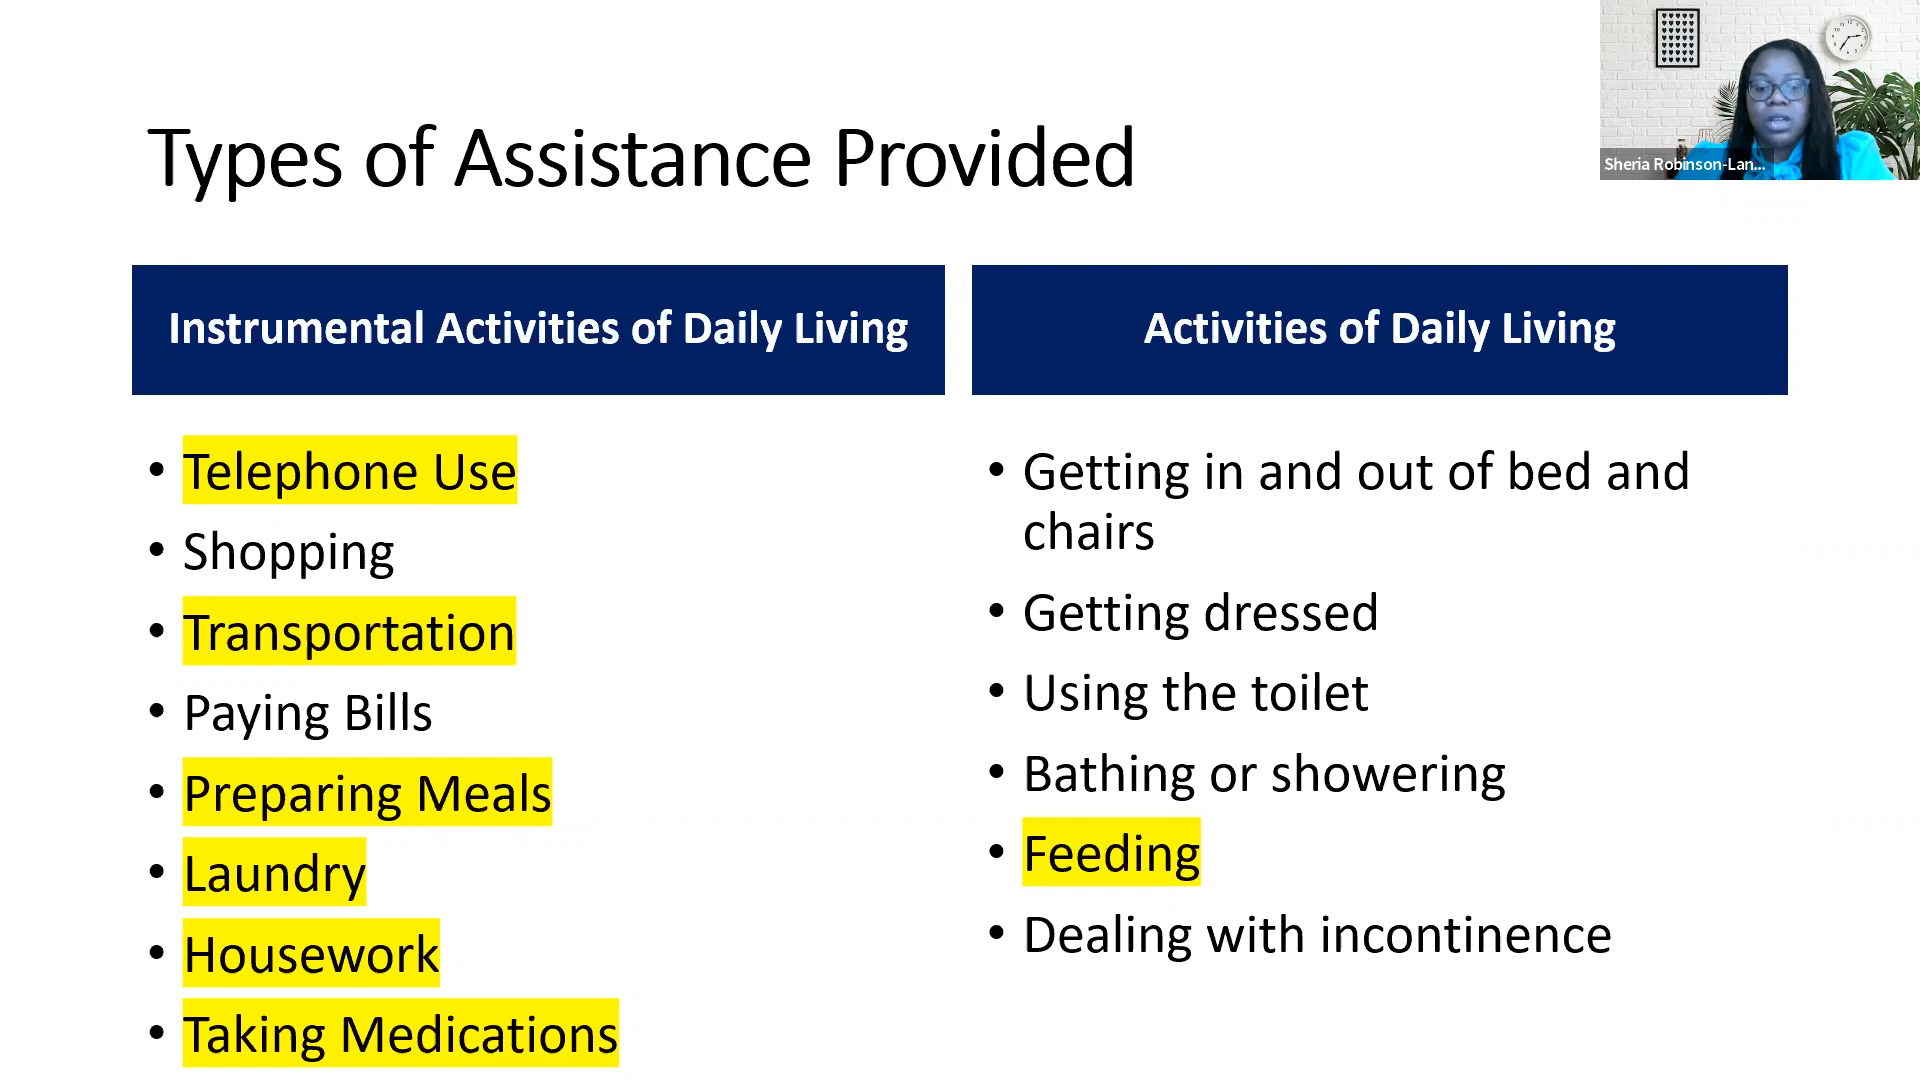 Types of Assistance Provided
Sheria Robinson-Lan...
Instrumental Activities of Daily Living
• Telephone Use
• Shopping
• Transportation
• Paying Bills
• Preparing Meals
• Laundry
• Housework
• Taking Medications
Activities of Daily Living
• Getting in and out of bed and
chairs
• Getting dressed
• Using the toilet
• Bathing or showering
• Feeding
• Dealing with incontinence